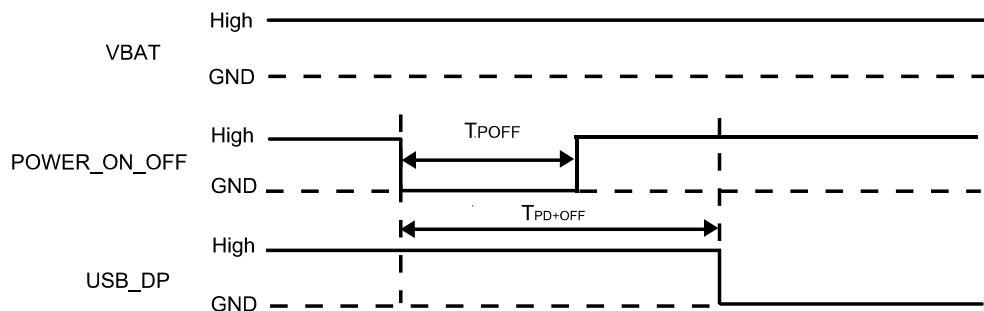 High
VBAT
GND
High
TPOFF
POWER_ON_OFF
GND
TPD+OFF
High
USB_DP
GND